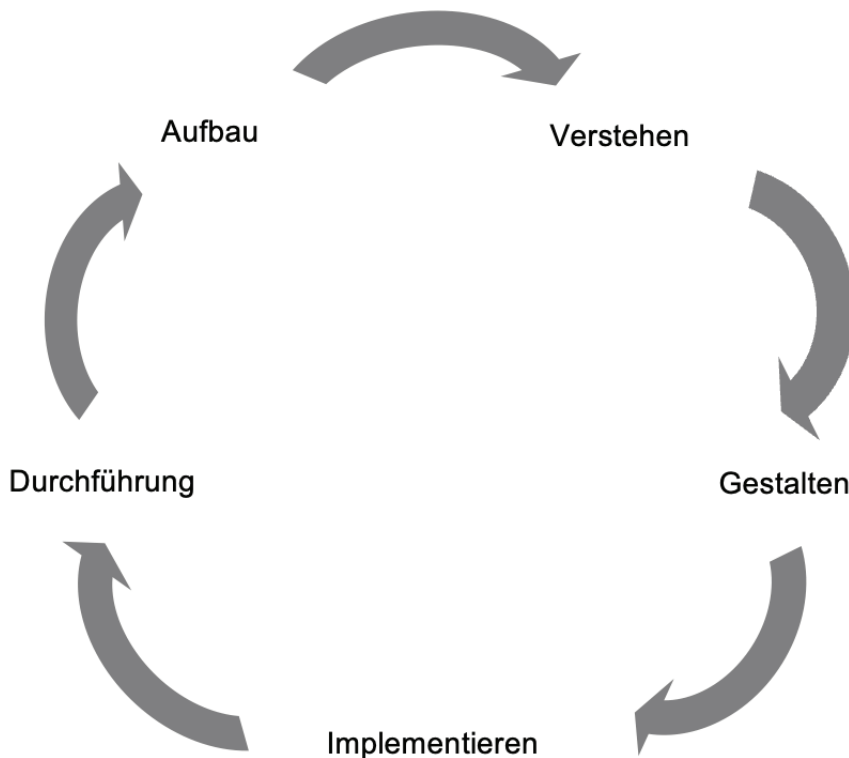 Aufbau
Verstehen
Durchführung
Gestalten
Implementieren